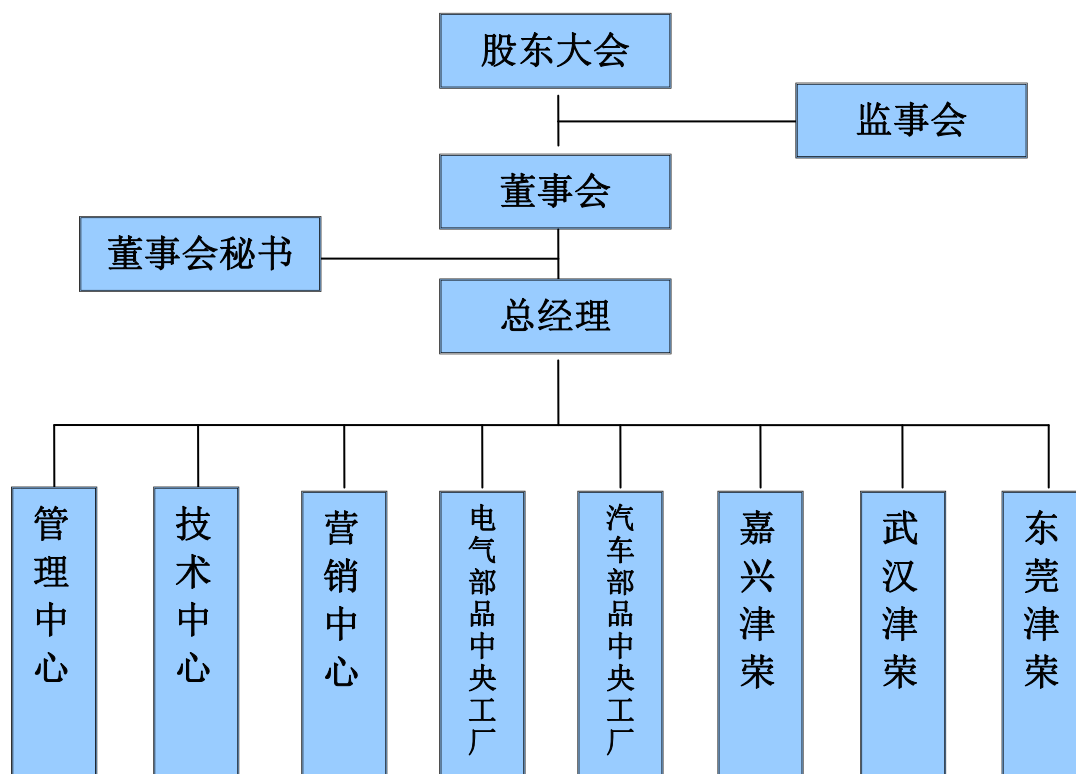 股东大会
监事会
董事会
董事会秘书
总经理
管理中心
技术中心
营销中心
电气部品中央工厂
汽车部品中央工厂
嘉兴津荣
武汉津荣
东莞津荣